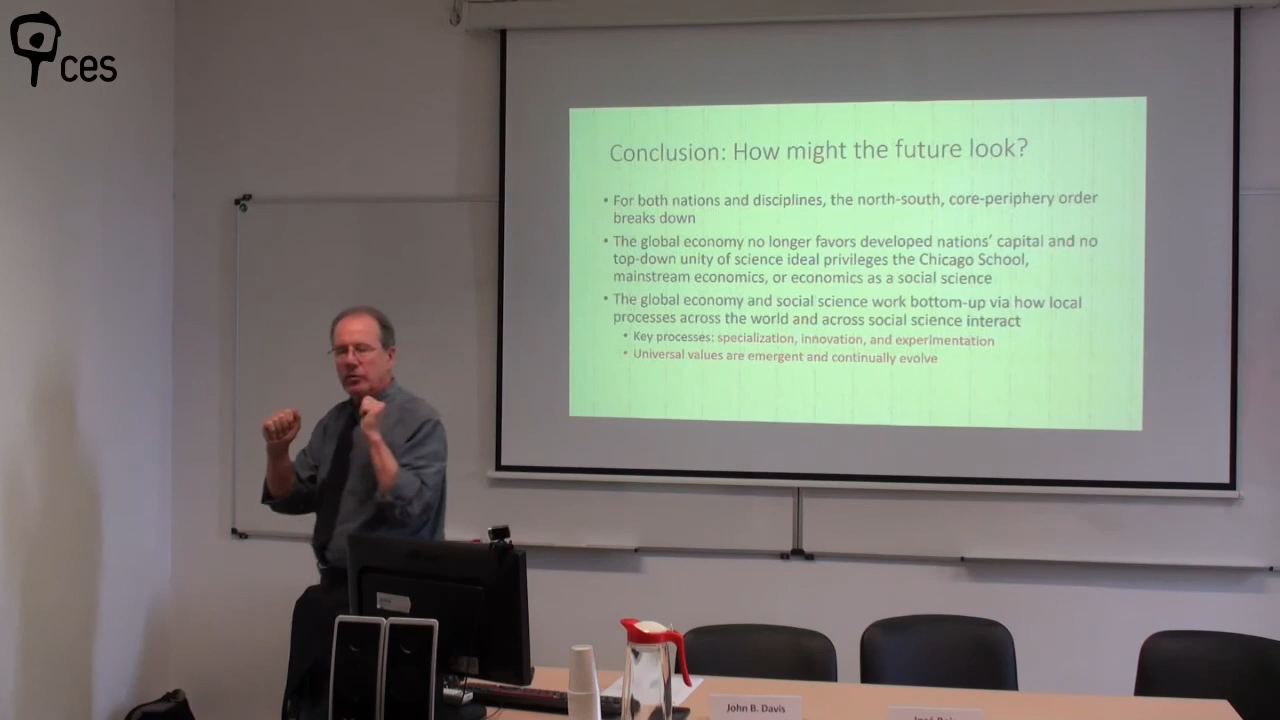 ces
Conclusion: How might the future look?
• For both nations and disciplines, the north-south, core-periphery order
breaks down
• The global economy no longer favors developed nations' capital and no
top-down unity of science ideal privileges the Chicago School,
mainstream economics, or economics as a social science
• The global economy and social science work bottom-up via how local
processes across the world and across social science interact
• Key processes: specialization, innovation, and experimentation
• Universal values are emergent and continually evolve
John B. Davis